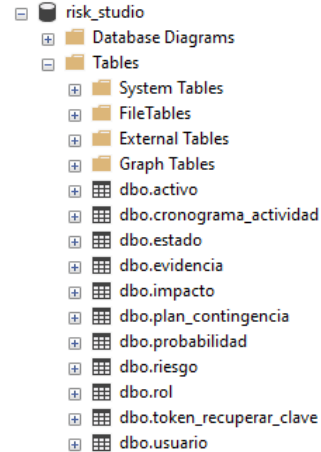 risk_studio
Database Diagrams
Tables
System Tables
FileTables
External Tables
Graph Tables
dbo.activo
dbo.cronograma_actividad
dbo.estado
dbo.evidencia
dbo.impacto
dbo.plan_contingencia
dbo.probabilidad
dbo.riesgo
dbo.rol
dbo.token_recuperar_clave
dbo.usuario